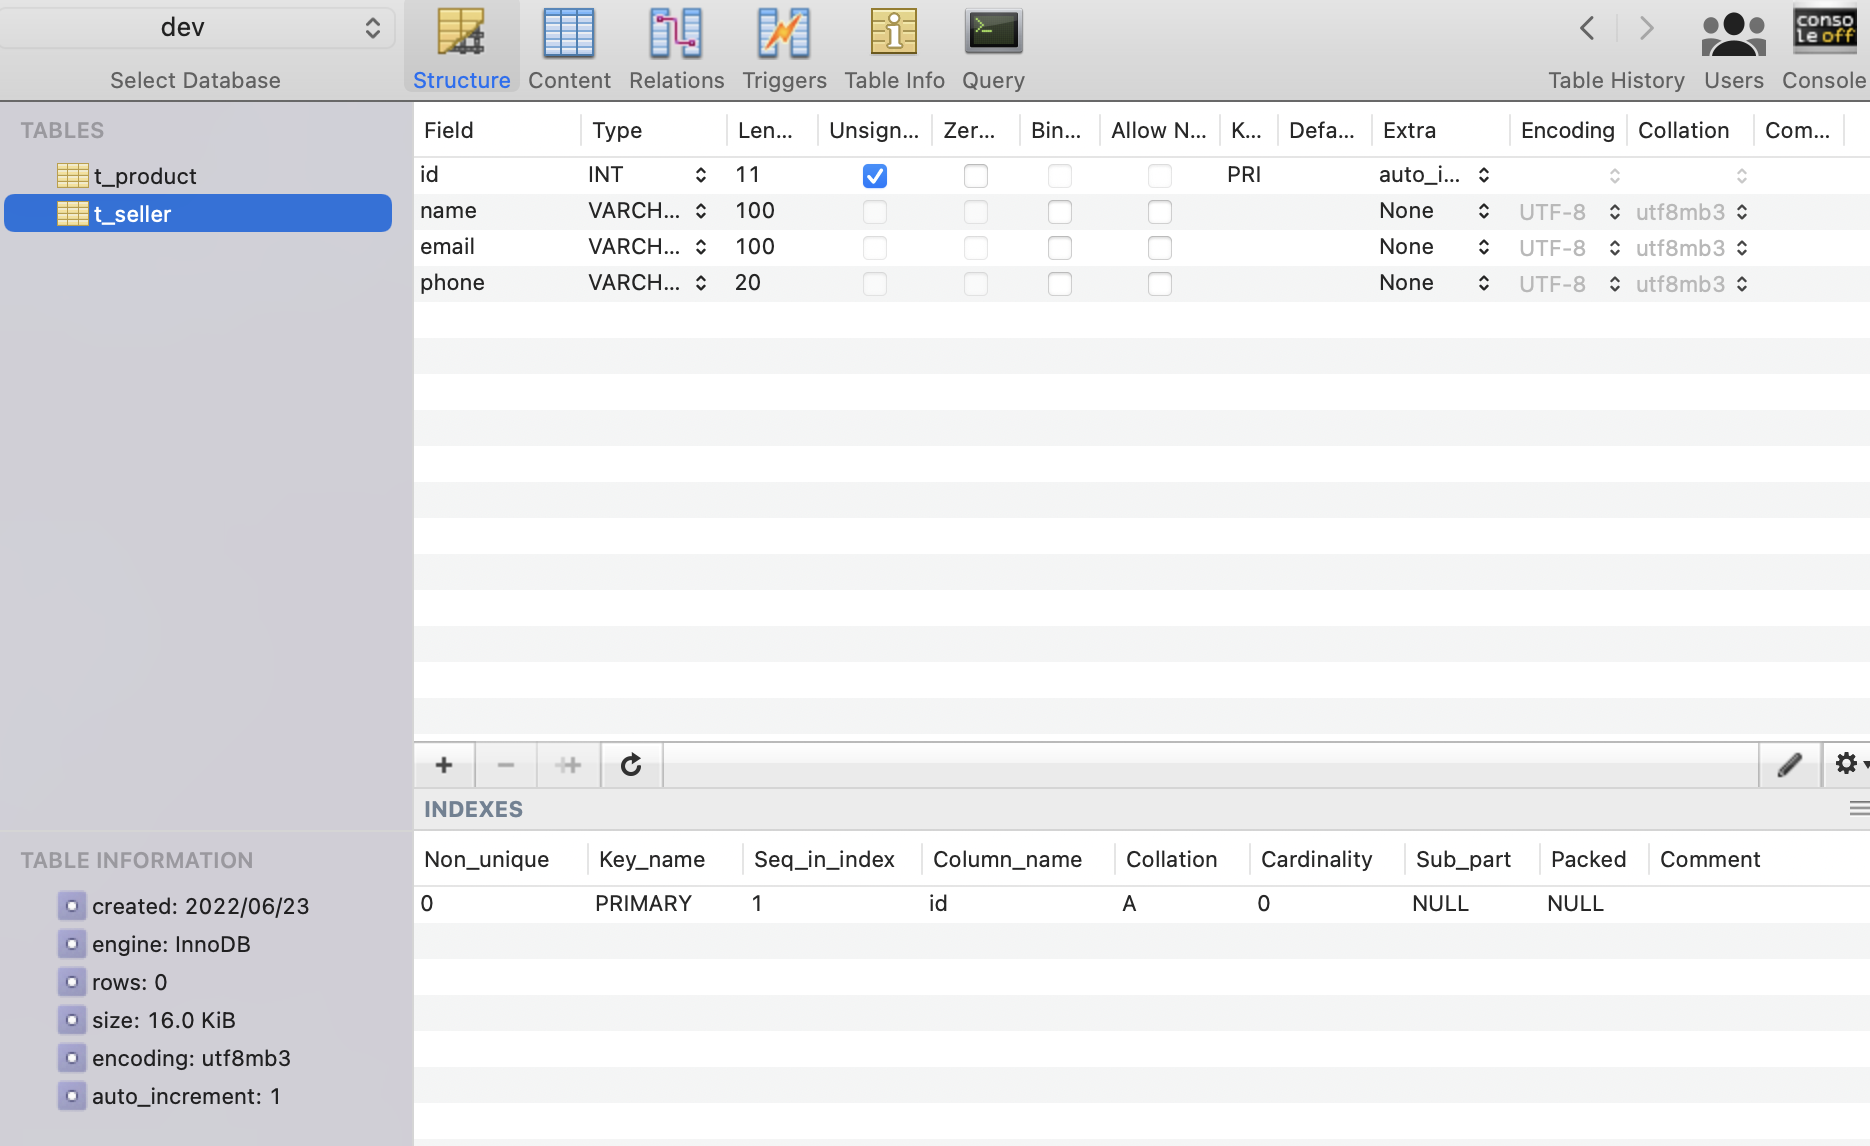 dev
Select Database
Structure Content Relations Triggers Table Info Query
Table History Users Console
conso
le off
TABLES
t_product
t_seller
Field Type Len... Unsign... Zer... Bin... Allow N... K... Defa... Extra Encoding Collation Com...
id INT 11 PRI auto_i...
name VARCH... 100 None UTF-8 utf8mb3
email VARCH... 100 None UTF-8 utf8mb3
phone VARCH... 20 None UTF-8 utf8mb3
INDEXES
Non_unique Key_name Seq_in_index Column_name Collation Cardinality Sub_part Packed Comment
0 PRIMARY 1 id A 0 NULL NULL
TABLE INFORMATION
created: 2022/06/23
engine: InnoDB
rows: 0
size: 16.0 KiB
encoding: utf8mb3
auto_increment: 1